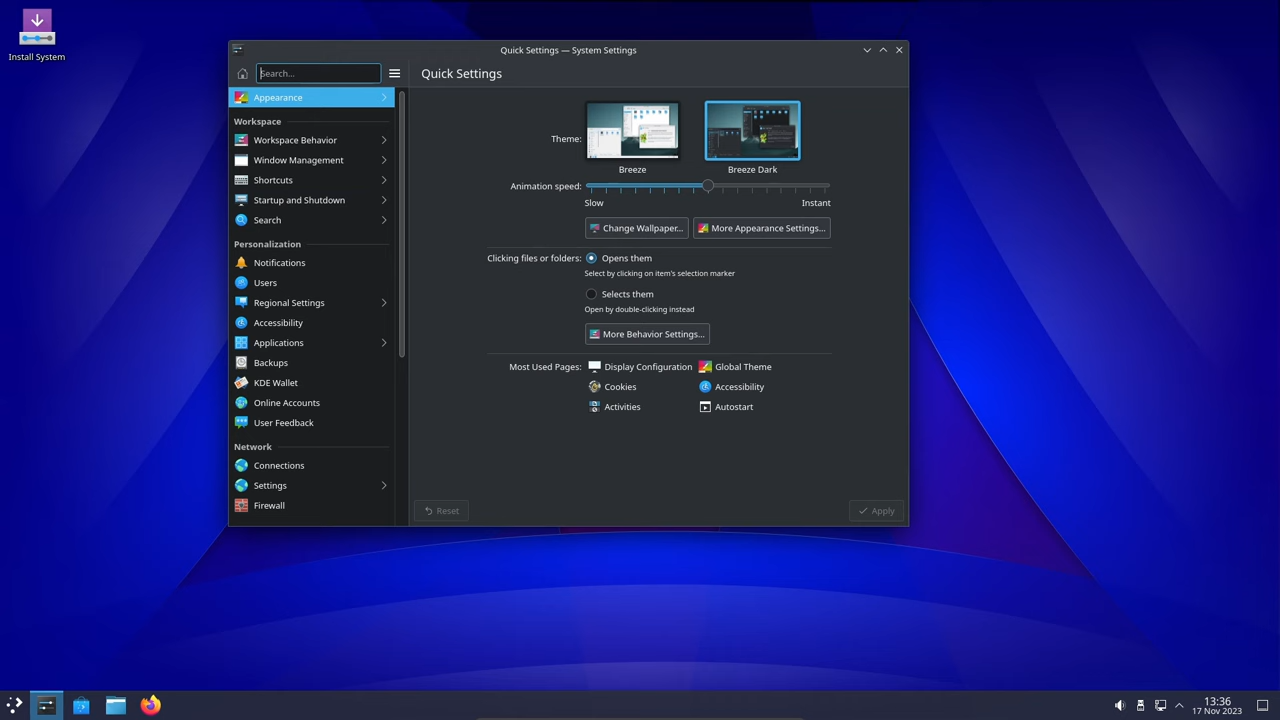 Install System
Quick Settings — System Settings
Search...
Quick Settings
Appearance
Workspace
Workspace Behavior
Window Management
Shortcuts
Startup and Shutdown
Search
Personalization
Notifications
Users
Regional Settings
Accessibility
Applications
Backups
KDE Wallet
Online Accounts
User Feedback
Network
Connections
Settings
Firewall
Theme:
Breeze
Breeze Dark
Animation speed:
Slow
Instant
Change Wallpaper...
More Appearance Settings...
Clicking files or folders:
Opens them
Select by clicking on item's selection marker
Selects them
Open by double-clicking instead
More Behavior Settings...
Most Used Pages:
Display Configuration
Global Theme
Cookies
Accessibility
Activities
Autostart
Reset
Apply
13:36
17 Nov 2023